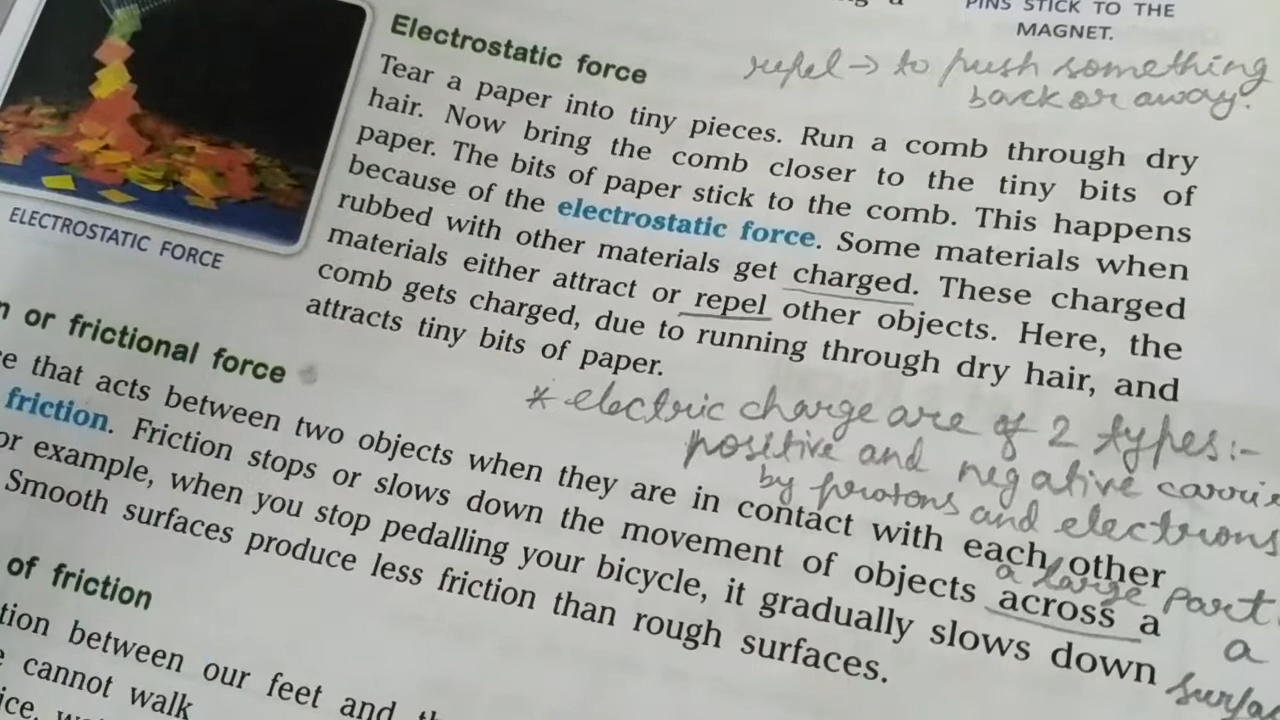 PINS STICK TO THE
MAGNET.
Electrostatic force
repel → to push something
back or away.
Tear a paper into tiny pieces. Run a comb through dry
hair. Now bring the comb closer to the tiny bits of
paper. The bits of paper stick to the comb. This happens
because of the electrostatic force. Some materials when
rubbed with other materials get charged. These charged
materials either attract or repel other objects. Here, the
comb gets charged, due to running through dry hair, and
attracts tiny bits of paper.
ELECTROSTATIC FORCE
* electric charge are of 2 types:-
positive and negative
by protons and electrons
or frictional force
that acts between two objects when they are in contact with each other
friction. Friction stops or slows down the movement of objects across a
a large part
a
example, when you stop pedalling your bicycle, it gradually slows down
Smooth surfaces produce less friction than rough surfaces.
of friction
between our feet and
cannot walk